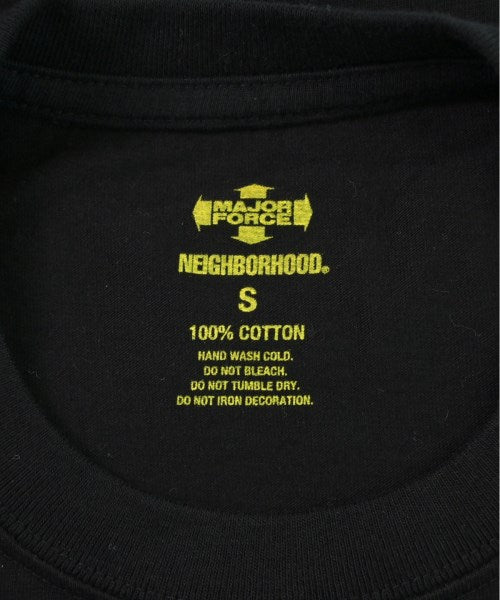 MAJOR
FORCE
NEIGHBORHOOD®
S
100% COTTON
HAND WASH COLD.
DO NOT BLEACH.
DO NOT TUMBLE DRY.
DO NOT IRON DECORATION.